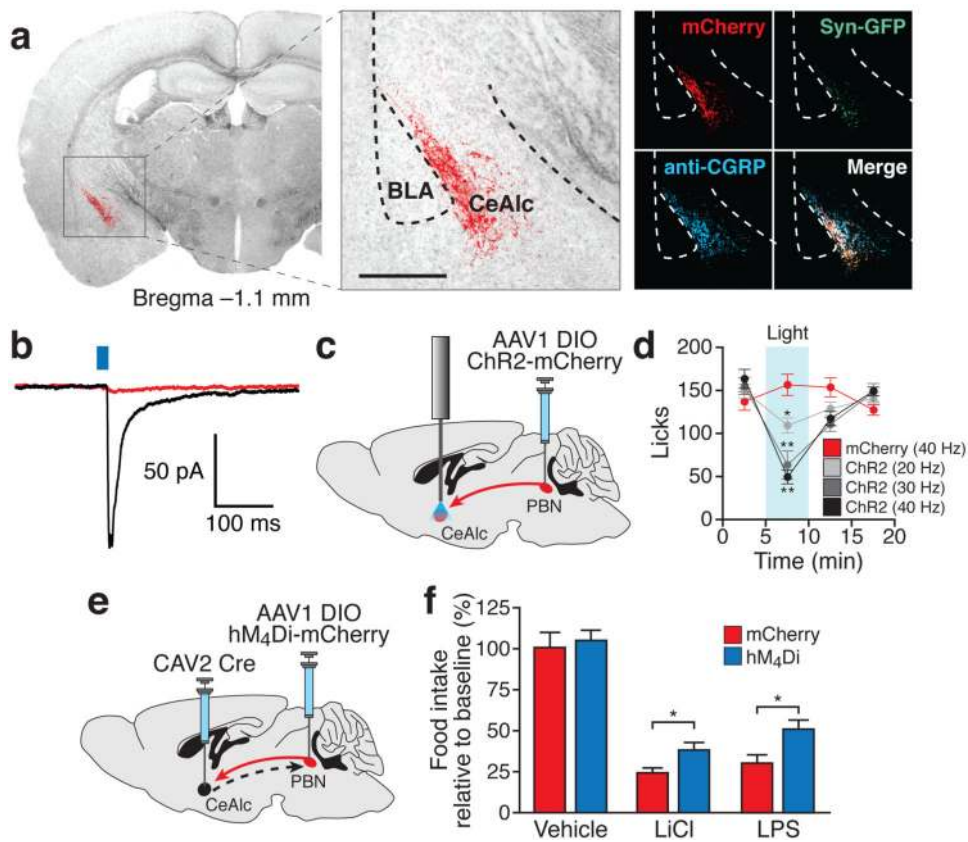 a
BLA
CeAlc
Bregma –1.1 mm
mCherry
Syn-GFP
anti-CGRP
Merge
b
50 pA
100 ms
c
AAV1 DIO
ChR2-mCherry
CeAlc
PBN
d
Light
Licks
200
150
100
50
0
*
**
**
mCherry (40 Hz)
ChR2 (20 Hz)
ChR2 (30 Hz)
ChR2 (40 Hz)
0 5 10 15 20
Time (min)
e
AAV1 DIO
hM₄Di-mCherry
CAV2 Cre
CeAlc
PBN
f
Food intake
relative to baseline (%)
125
100
75
50
25
0
mCherry
hM₄Di
*
*
Vehicle LiCl LPS